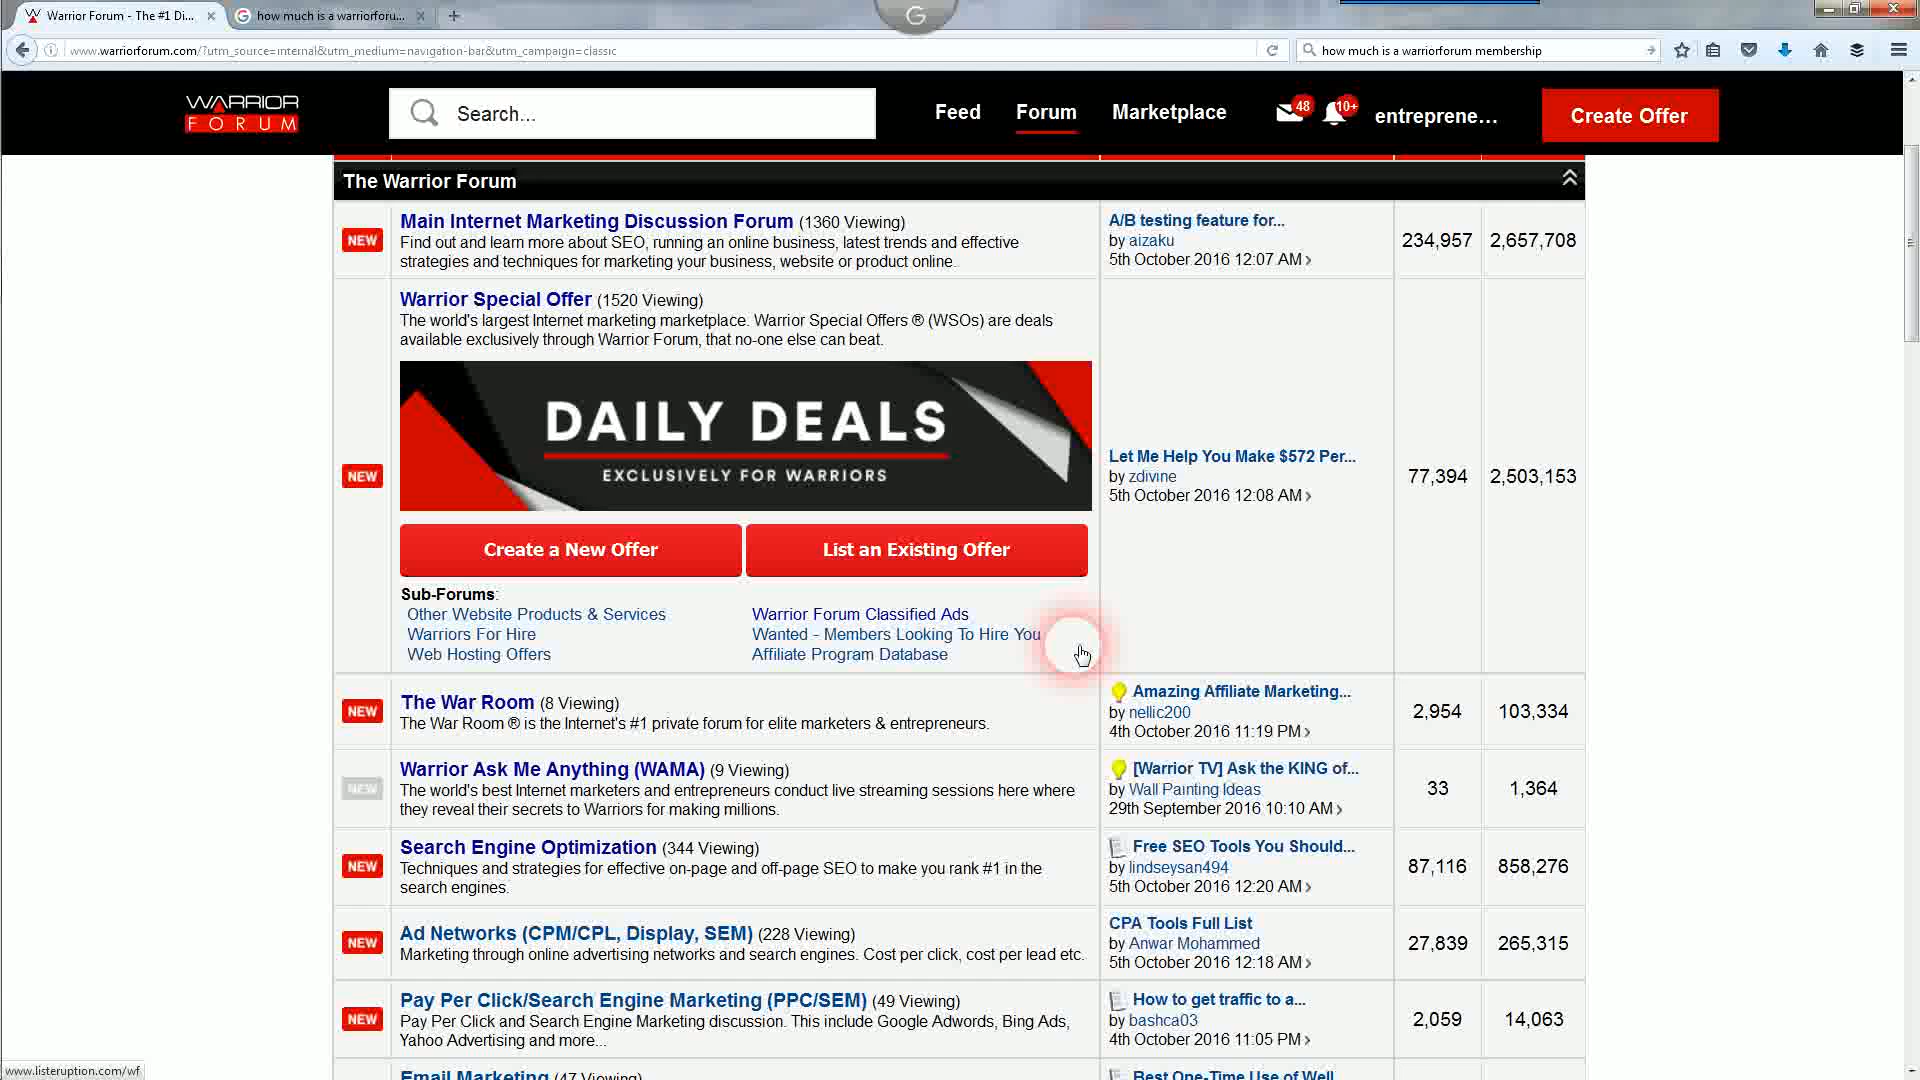 Warrior Forum - The #1 Di...
how much is a warriorforu...
G
www.warriorforum.com/?utm_source=internal&utm_medium=navigation-bar&utm_campaign=classic
how much is a warriorforum membership
WARRIOR
FORUM
Search...
Feed
Forum
Marketplace
48
10+
entreprene...
Create Offer
The Warrior Forum
NEW
Main Internet Marketing Discussion Forum (1360 Viewing)
Find out and learn more about SEO, running an online business, latest trends and effective
strategies and techniques for marketing your business, website or product online.
A/B testing feature for...
by aizaku
5th October 2016 12:07 AM
234,957
2,657,708
NEW
Warrior Special Offer (1520 Viewing)
The world's largest Internet marketing marketplace. Warrior Special Offers ® (WSOs) are deals
available exclusively through Warrior Forum, that no-one else can beat.
DAILY DEALS
EXCLUSIVELY FOR WARRIORS
Create a New Offer
List an Existing Offer
Sub-Forums:
Other Website Products & Services
Warrior Forum Classified Ads
Warriors For Hire
Wanted - Members Looking To Hire You
Web Hosting Offers
Affiliate Program Database
Let Me Help You Make $572 Per...
by zdivine
5th October 2016 12:08 AM
77,394
2,503,153
NEW
The War Room (8 Viewing)
The War Room ® is the Internet's #1 private forum for elite marketers & entrepreneurs.
Amazing Affiliate Marketing...
by nellic200
4th October 2016 11:19 PM
2,954
103,334
NEW
Warrior Ask Me Anything (WAMA) (9 Viewing)
The world's best Internet marketers and entrepreneurs conduct live streaming sessions here where
they reveal their secrets to Warriors for making millions.
[Warrior TV] Ask the KING of...
by Wall Painting Ideas
29th September 2016 10:10 AM
33
1,364
NEW
Search Engine Optimization (344 Viewing)
Techniques and strategies for effective on-page and off-page SEO to make you rank #1 in the
search engines.
Free SEO Tools You Should...
by lindseysan494
5th October 2016 12:20 AM
87,116
858,276
NEW
Ad Networks (CPM/CPL, Display, SEM) (228 Viewing)
Marketing through online advertising networks and search engines. Cost per click, cost per lead etc.
CPA Tools Full List
by Anwar Mohammed
5th October 2016 12:18 AM
27,839
265,315
NEW
Pay Per Click/Search Engine Marketing (PPC/SEM) (49 Viewing)
Pay Per Click and Search Engine Marketing discussion. This include Google Adwords, Bing Ads,
Yahoo Advertising and more...
How to get traffic to a...
by bashca03
4th October 2016 11:05 PM
2,059
14,063
Email Marketing (47 Viewing)
Best One-Time Use of Well...
www.listeruption.com/wf